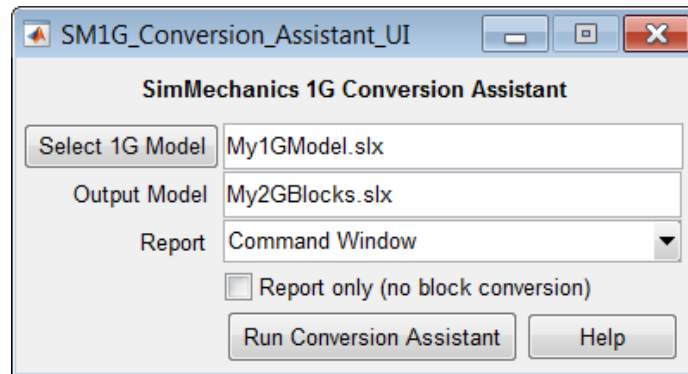 SM1G_Conversion_Assistant_UI
SimMechanics 1G Conversion Assistant
Select 1G Model My1GModel.slx
Output Model My2GBlocks.slx
Report Command Window
Report only (no block conversion)
Run Conversion Assistant Help